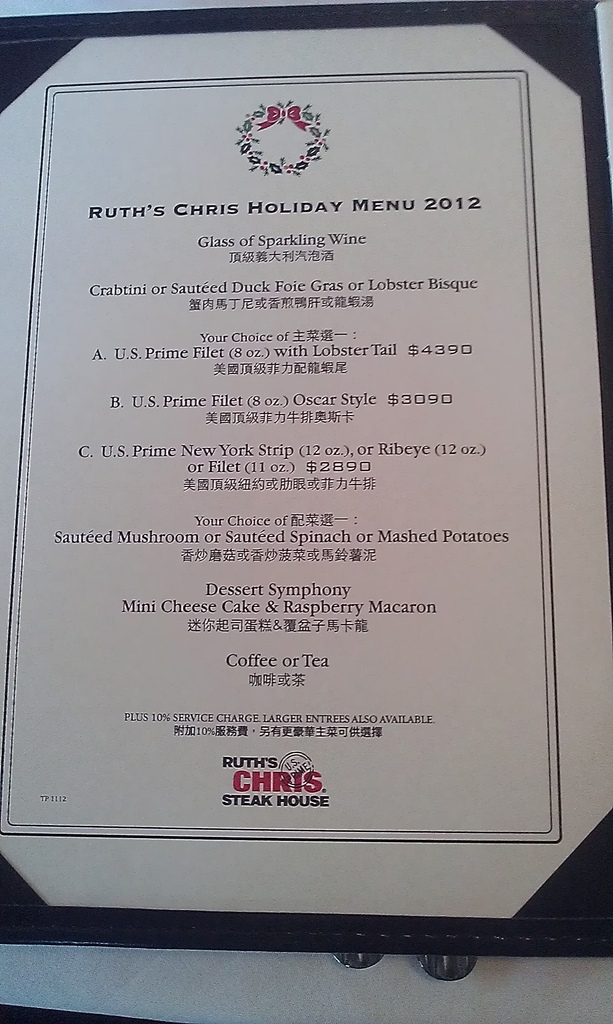 RUTH'S CHRIS HOLIDAY MENU 2012
Glass of Sparkling Wine
頂級義大利汽泡酒
Crabtini or Sautéed Duck Foie Gras or Lobster Bisque
蟹肉馬丁尼或香煎鴨肝或龍蝦湯
Your Choice of 主菜選一：
A. U.S. Prime Filet (8 oz.) with Lobster Tail $4390
美國頂級菲力配龍蝦尾
B. U.S. Prime Filet (8 oz.) Oscar Style $3090
美國頂級菲力牛排奧斯卡
C. U.S. Prime New York Strip (12 oz.), or Ribeye (12 oz.)
or Filet (11 oz.) $2890
美國頂級紐約或肋眼或菲力牛排
Your Choice of 配菜選一：
Sautéed Mushroom or Sautéed Spinach or Mashed Potatoes
香炒磨菇或香炒菠菜或馬鈴薯泥
Dessert Symphony
Mini Cheese Cake & Raspberry Macaron
迷你起司蛋糕&覆盆子馬卡龍
Coffee or Tea
咖啡或茶
PLUS 10% SERVICE CHARGE. LARGER ENTREES ALSO AVAILABLE.
附加10%服務費，另有更豪華主菜可供選擇
RUTH'S
U.S. PRIME
CHRIS
STEAK HOUSE
TP 1112